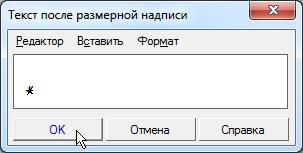 Текст после размерной надписи
Редактор Вставить Формат
*
OK Отмена Справка